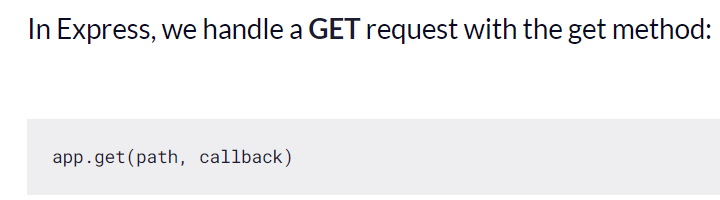 In Express, we handle a GET request with the get method:
app.get(path, callback)